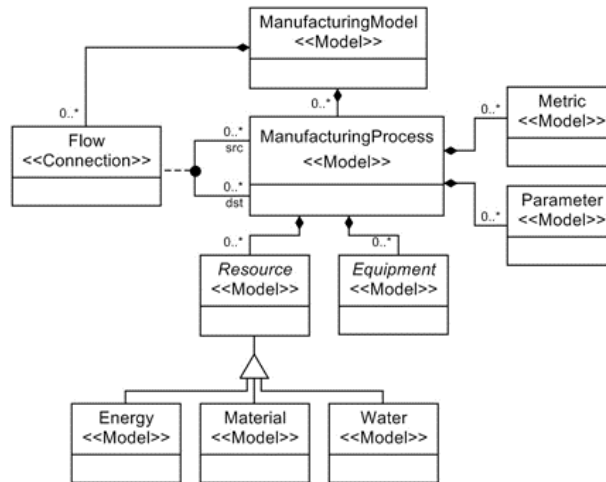 ManufacturingModel
<<Model>>
0..*
0..*
Flow
<<Connection>>
0..*
src
0..*
dst
ManufacturingProcess
<<Model>>
Metric
<<Model>>
0..*
Parameter
<<Model>>
0..*
0..*
0..*
Resource
<<Model>>
Equipment
<<Model>>
Energy
<<Model>>
Material
<<Model>>
Water
<<Model>>